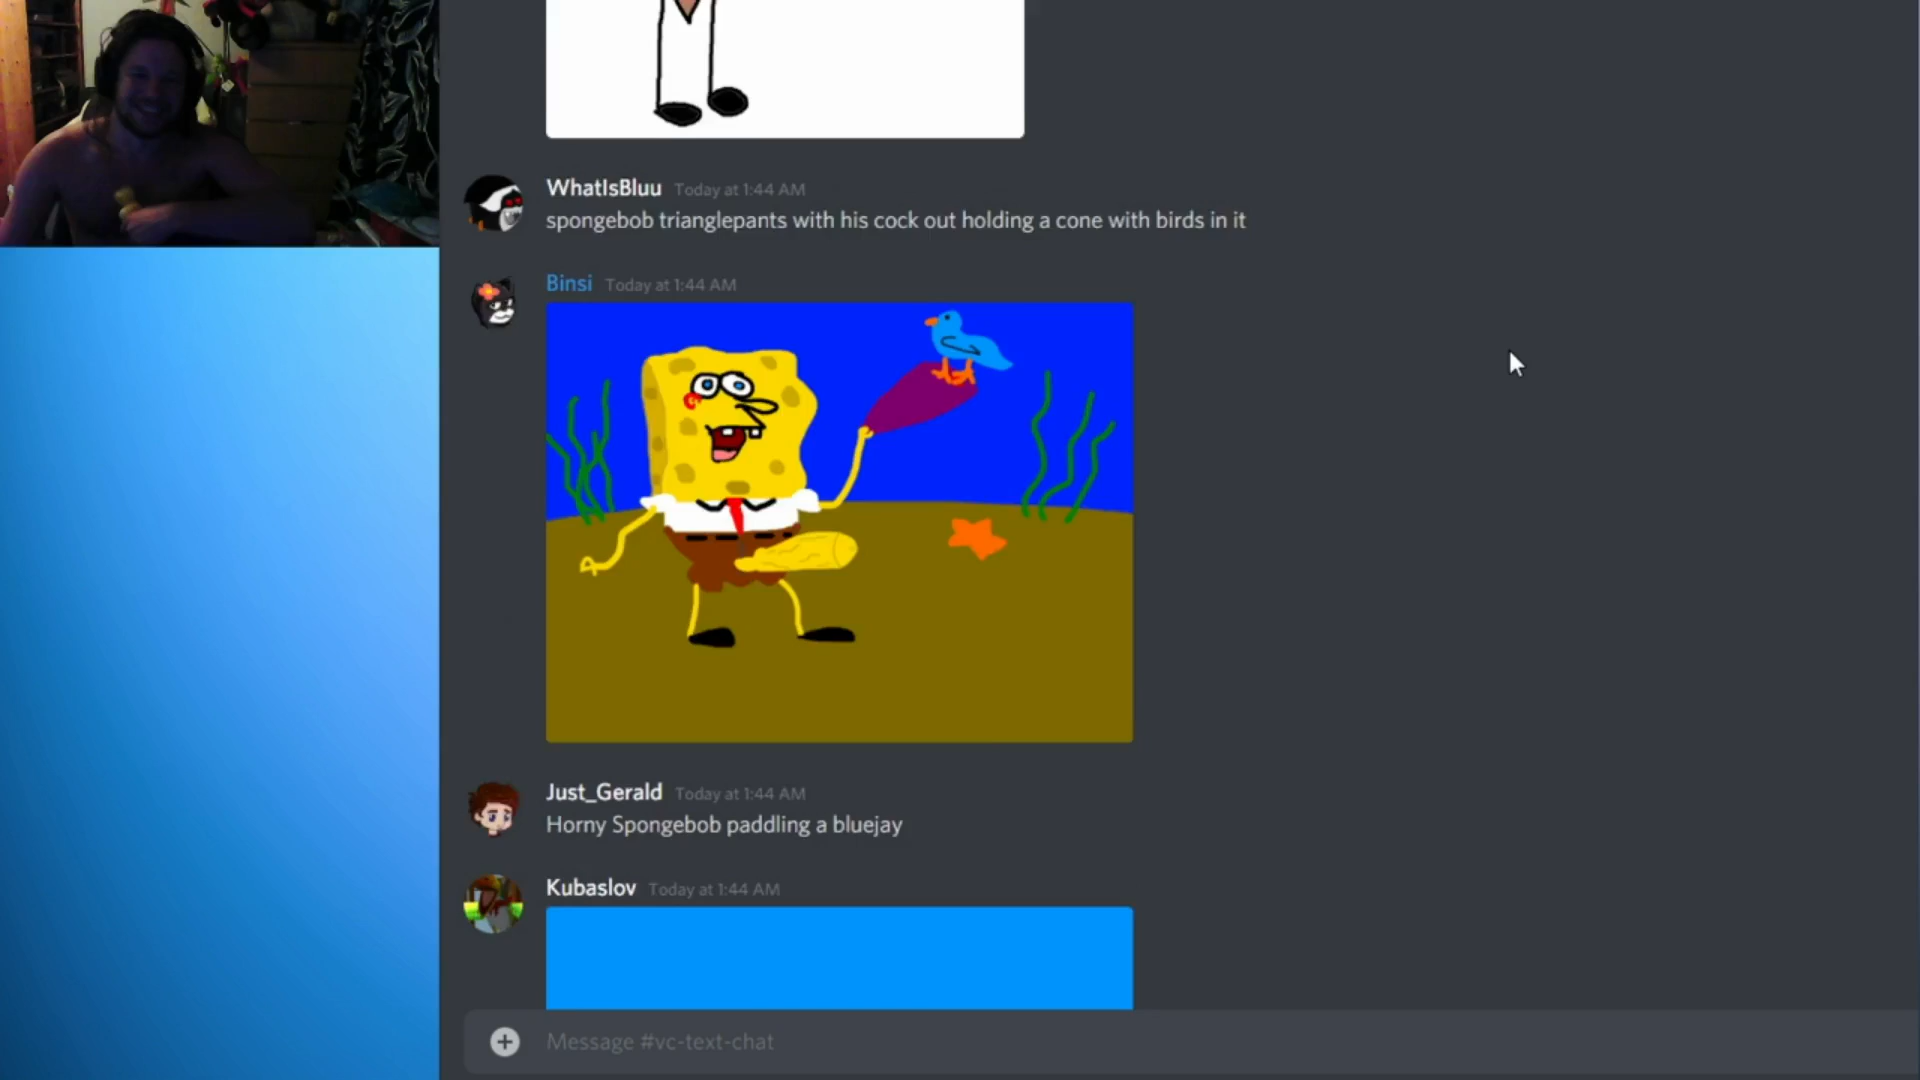 WhatIsBluu Today at 1:44 AM
spongebob trianglepants with his cock out holding a cone with birds in it
Binsi Today at 1:44 AM
Just_Gerald Today at 1:44 AM
Horny Spongebob paddling a bluejay
Kubaslov Today at 1:44 AM
Message #vc-text-chat